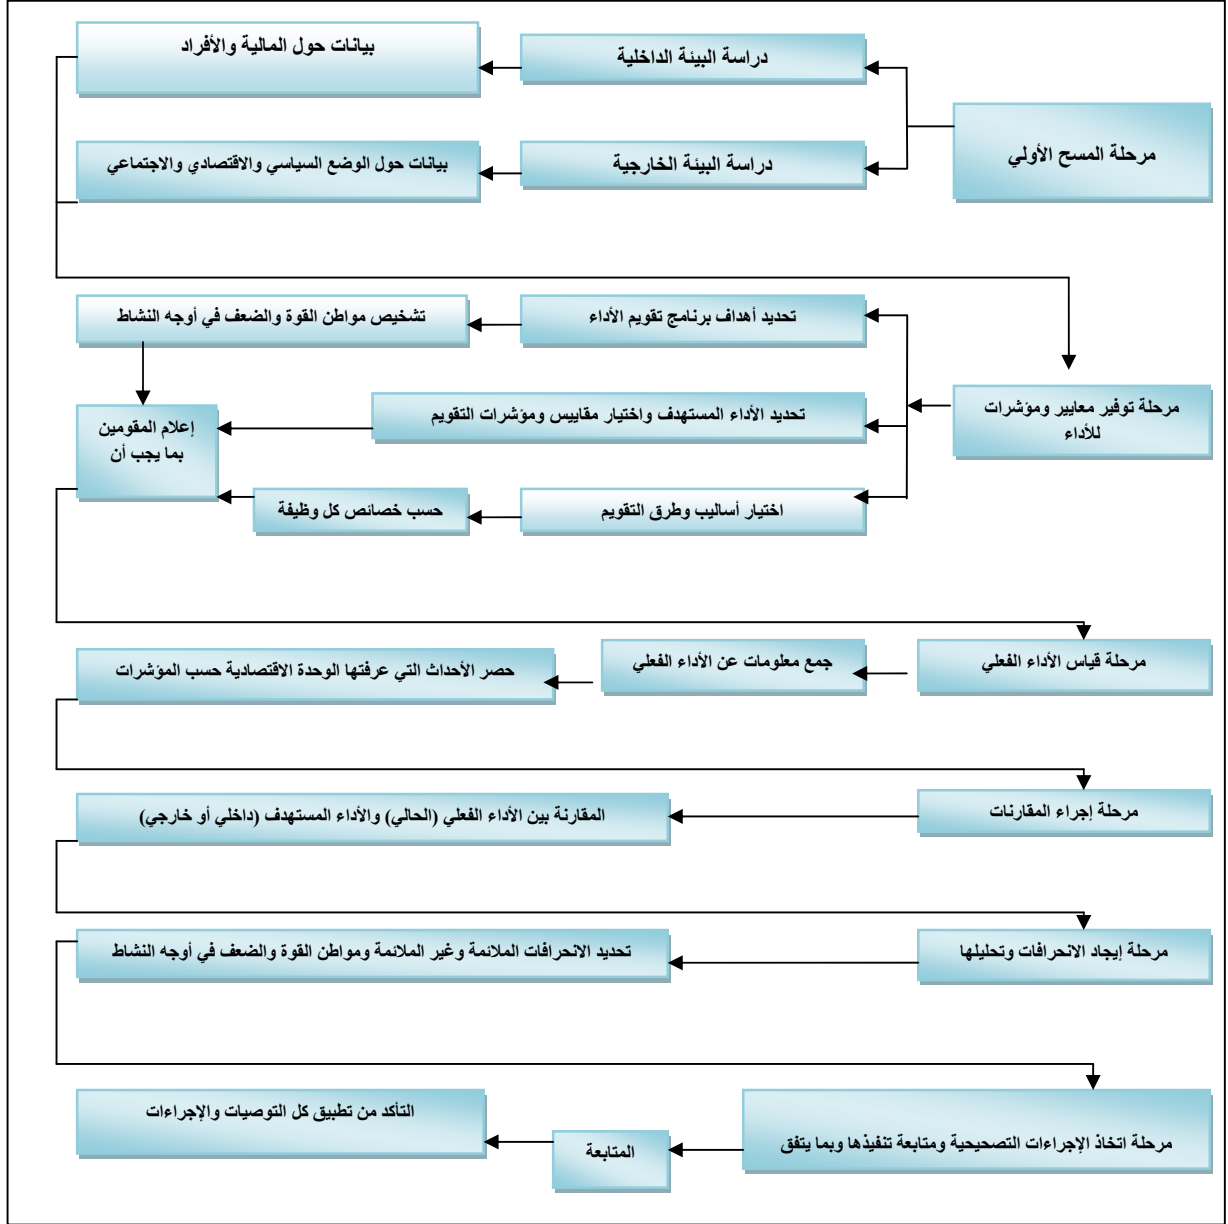 مرحلة المسح الأولي
دراسة البيئة الداخلية
بيانات حول المالية والأفراد
دراسة البيئة الخارجية
بيانات حول الوضع السياسي والاقتصادي والاجتماعي
مرحلة توفير معايير ومؤشرات
للأداء
تحديد أهداف برنامج تقويم الأداء
تشخيص مواطن القوة والضعف في أوجه النشاط
تحديد الأداء المستهدف واختيار مقاييس ومؤشرات التقويم
إعلام المقومين
بما يجب أن
اختيار أساليب وطرق التقويم
حسب خصائص كل وظيفة
مرحلة قياس الأداء الفعلي
جمع معلومات عن الأداء الفعلي
حصر الأحداث التي عرفتها الوحدة الاقتصادية حسب المؤشرات
مرحلة إجراء المقارنات
المقارنة بين الأداء الفعلي (الحالي) والأداء المستهدف (داخلي أو خارجي)
مرحلة إيجاد الانحرافات وتحليلها
تحديد الانحرافات الملائمة وغير الملائمة ومواطن القوة والضعف في أوجه النشاط
مرحلة اتخاذ الإجراءات التصحيحية ومتابعة تنفيذها وبما يتفق
المتابعة
التأكد من تطبيق كل التوصيات والإجراءات